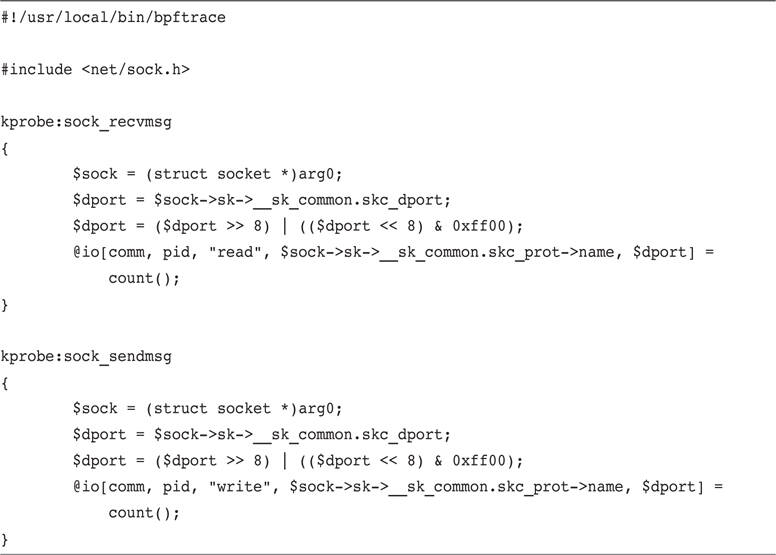 #!/usr/local/bin/bpftrace

#include <net/sock.h>

kprobe:sock_recvmsg
{
        $sock = (struct socket *)arg0;
        $dport = $sock->sk->__sk_common.skc_dport;
        $dport = ($dport >> 8) | (($dport << 8) & 0xff00);
        @io[comm, pid, "read", $sock->sk->__sk_common.skc_prot->name, $dport] =
            count();
}

kprobe:sock_sendmsg
{
        $sock = (struct socket *)arg0;
        $dport = $sock->sk->__sk_common.skc_dport;
        $dport = ($dport >> 8) | (($dport << 8) & 0xff00);
        @io[comm, pid, "write", $sock->sk->__sk_common.skc_prot->name, $dport] =
            count();
}